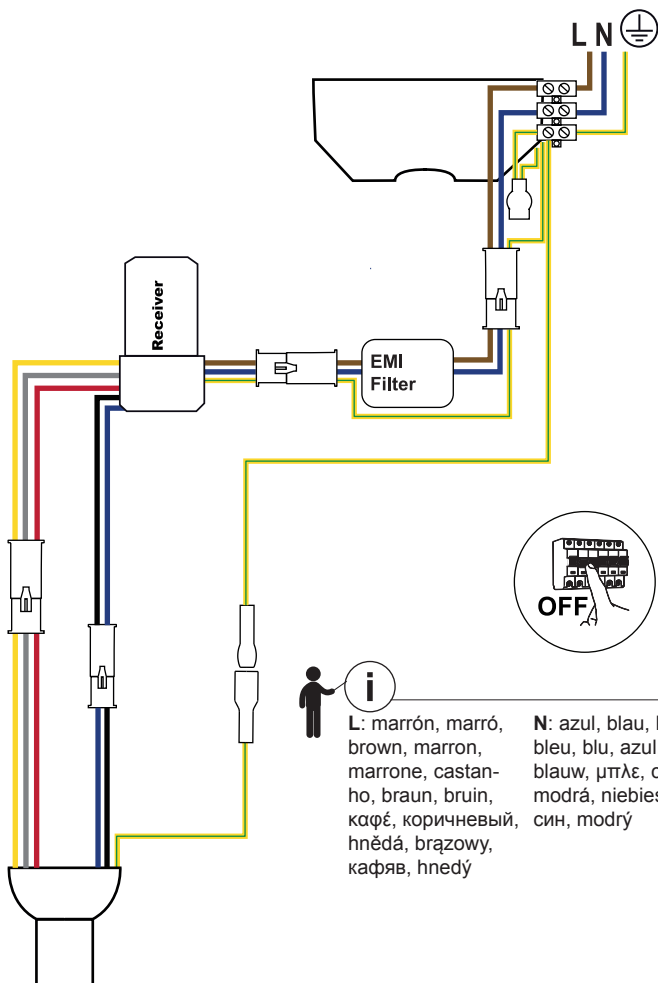 L N
Receiver
EMI
Filter
OFF
i
L: marrón, marró,
brown, marron,
marrone, castan-
ho, braun, bruin,
καφέ, коричневый,
hnědá, brązowy,
кафяв, hnedý
N: azul, blau,
bleu, blu, azul
blauw, μπλε,
modrá, niebies
син, modrý